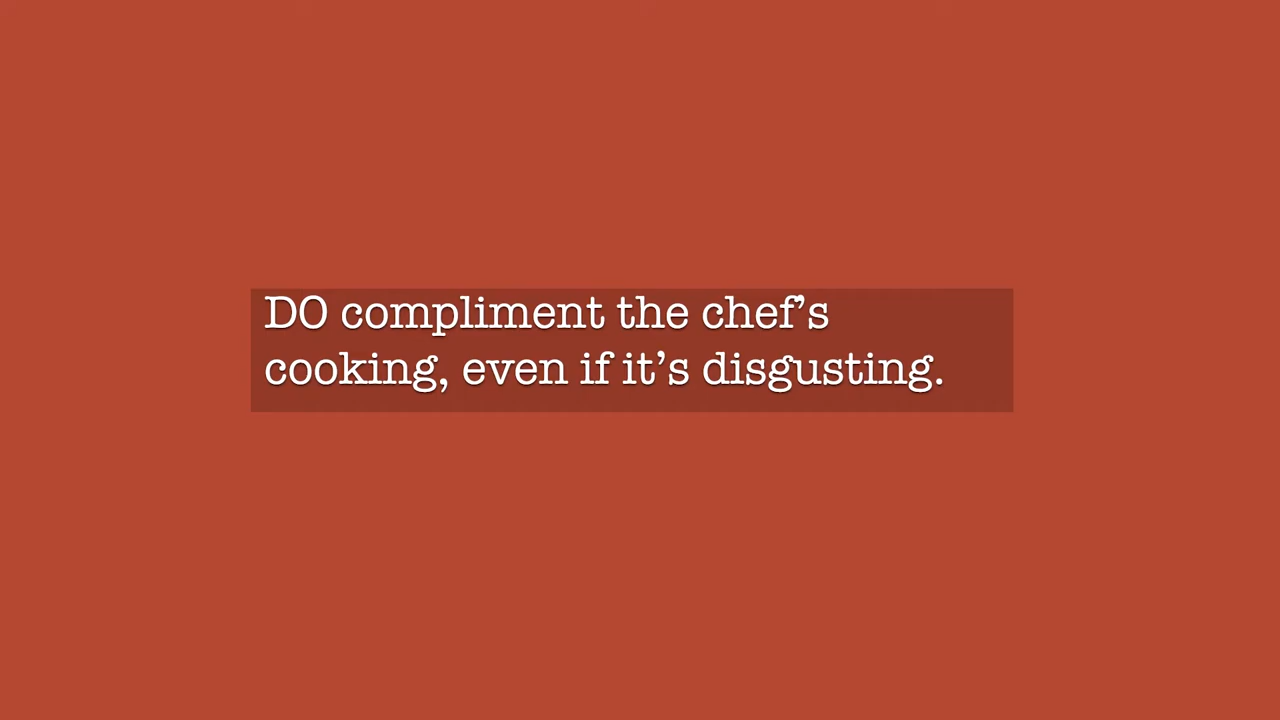 DO compliment the chef’s
cooking, even if it’s disgusting.